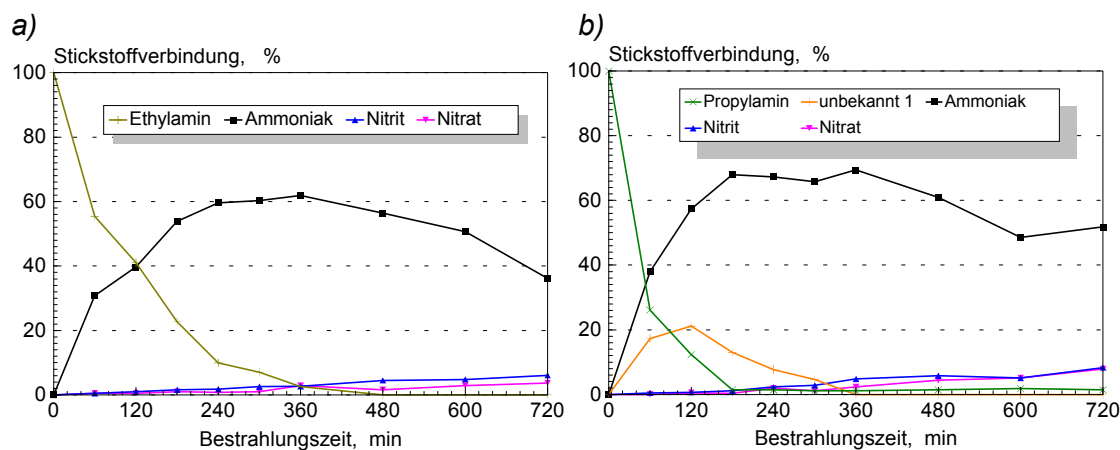 a)
Stickstoffverbindung, %
100
80
60
40
20
0
Ethylamin Ammoniak Nitrit Nitrat
0 120 240 360 480 600 720
Bestrahlungszeit, min
b)
Stickstoffverbindung, %
100
80
60
40
20
0
Propylamin unbekannt 1 Ammoniak
Nitrit Nitrat
0 120 240 360 480 600 720
Bestrahlungszeit, min